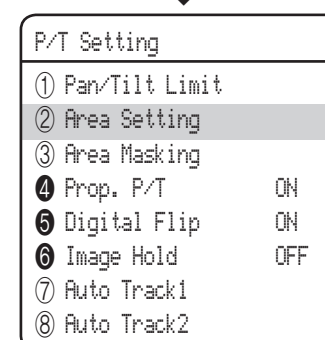 P/T Setting
① Pan/Tilt Limit
② Area Setting
③ Area Masking
❹ Prop. P/T ON
❺ Digital Flip ON
❻ Image Hold OFF
⑦ Auto Track1
⑧ Auto Track2